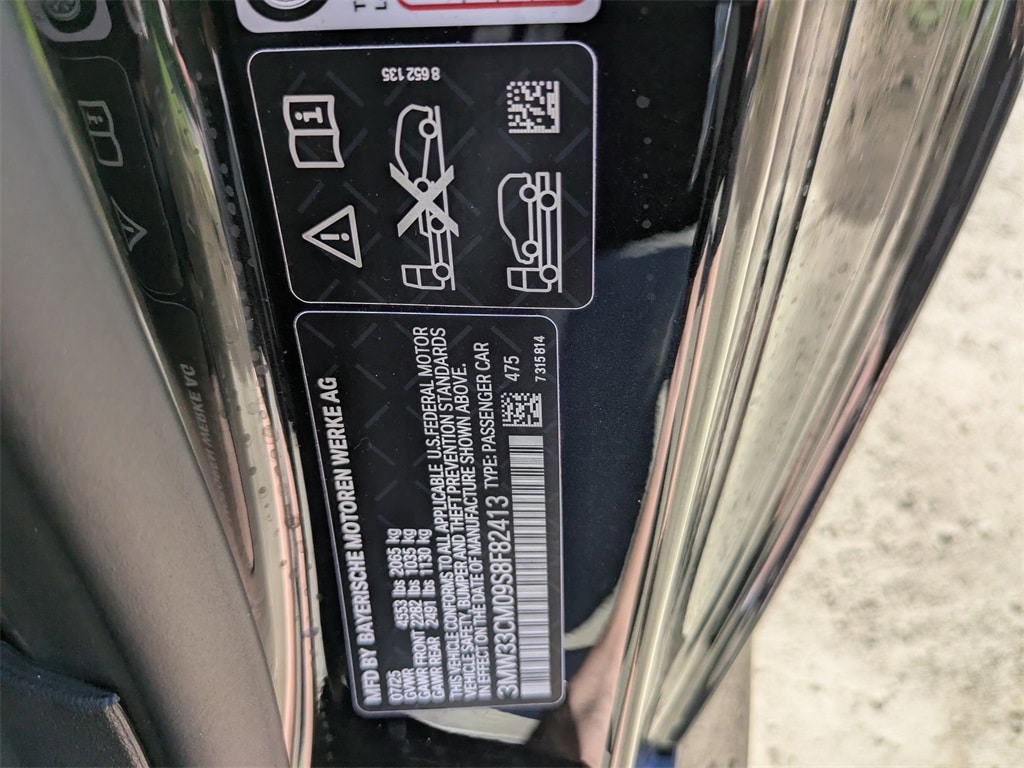 T
L
8 652 135
MFD BY BAYERISCHE MOTOREN WERKE AG
07/25
GVWR 4553 lbs 2065 kg
GAWR FRONT 2282 lbs 1035 kg
GAWR REAR 2491 lbs 1130 kg
THIS VEHICLE CONFORMS TO ALL APPLICABLE U.S.FEDERAL MOTOR
VEHICLE SAFETY, BUMPER AND THEFT PREVENTION STANDARDS
IN EFFECT ON THE DATE OF MANUFACTURE SHOWN ABOVE.
3MW33CM09S8F82413 TYPE: PASSENGER CAR
475
7 315 814